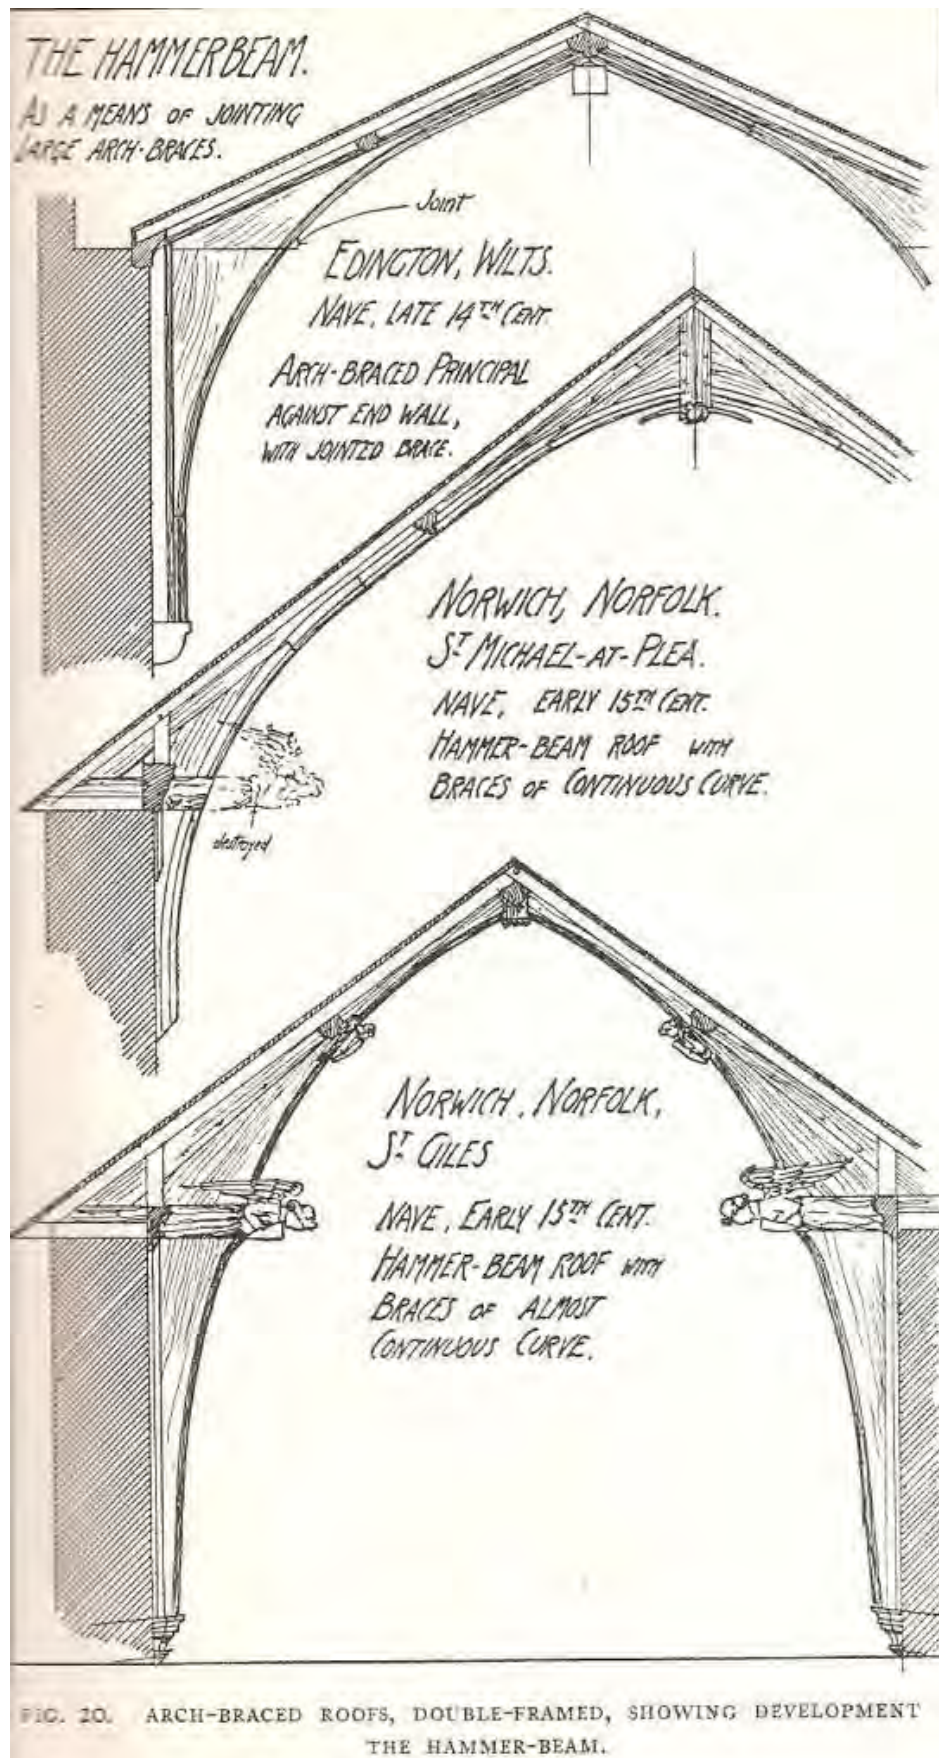 THE HAMMERBEAM.
AS A MEANS OF JOINTING
LARGE ARCH-BRACES.
Joint
EDINGTON, WILTS.
NAVE, LATE 14TH CENT.
ARCH-BRACED PRINCIPAL
AGAINST END WALL,
WITH JOINTED BRACE.
NORWICH, NORFOLK.
ST MICHAEL-AT-PLEA.
NAVE, EARLY 15TH CENT.
HAMMER-BEAM ROOF WITH
BRACES OF CONTINUOUS CURVE.
destroyed
NORWICH, NORFOLK,
ST GILES
NAVE, EARLY 15TH CENT.
HAMMER-BEAM ROOF WITH
BRACES OF ALMOST
CONTINUOUS CURVE.
FIG. 20. ARCH-BRACED ROOFS, DOUBLE-FRAMED, SHOWING DEVELOPMENT
THE HAMMER-BEAM.